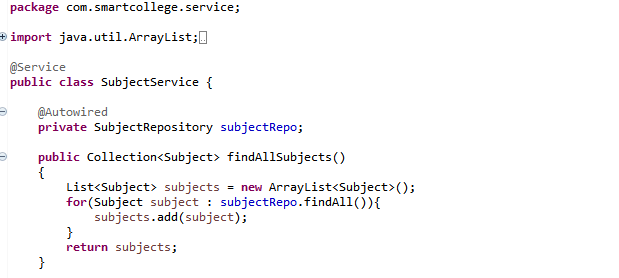 package com.smartcollege.service;
import java.util.ArrayList;
@Service
public class SubjectService {
@Autowired
private SubjectRepository subjectRepo;
public Collection<Subject> findAllSubjects()
{
List<Subject> subjects = new ArrayList<Subject>();
for(Subject subject : subjectRepo.findAll()){
subjects.add(subject);
}
return subjects;
}